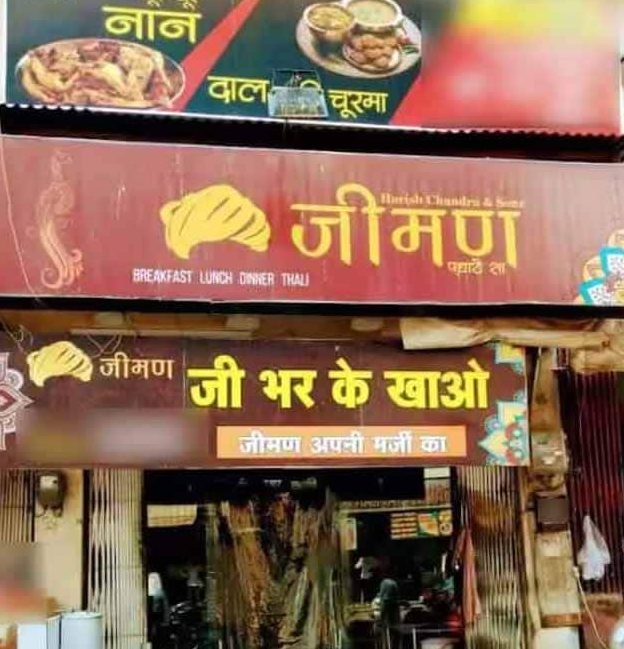 नान
दाल चूरमा
Harish Chandra & Sons
जीमण
पधारो सा
BREAKFAST LUNCH DINNER THALI
जीमण
जी भर के खाओ
जीमण अपनी मर्जी का